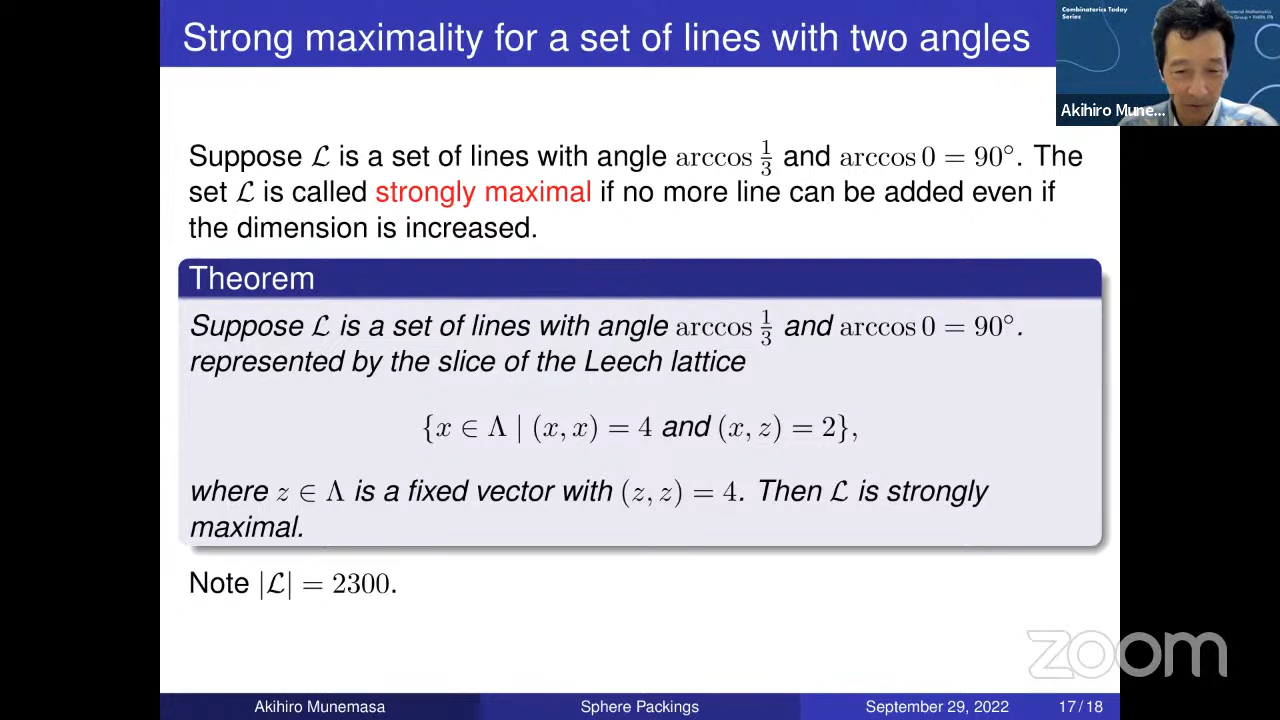 Strong maximality for a set of lines with two angles
Combinatorics Today
Series
Akihiro Mune...
Suppose ℒ is a set of lines with angle arccos 1/3 and arccos 0 = 90°. The
set ℒ is called strongly maximal if no more line can be added even if
the dimension is increased.
Theorem
Suppose ℒ is a set of lines with angle arccos 1/3 and arccos 0 = 90°.
represented by the slice of the Leech lattice
{x ∈ Λ | (x, x) = 4 and (x, z) = 2},
where z ∈ Λ is a fixed vector with (z, z) = 4. Then ℒ is strongly
maximal.
Note |ℒ| = 2300.
zoom
Akihiro Munemasa
Sphere Packings
September 29, 2022
17 / 18